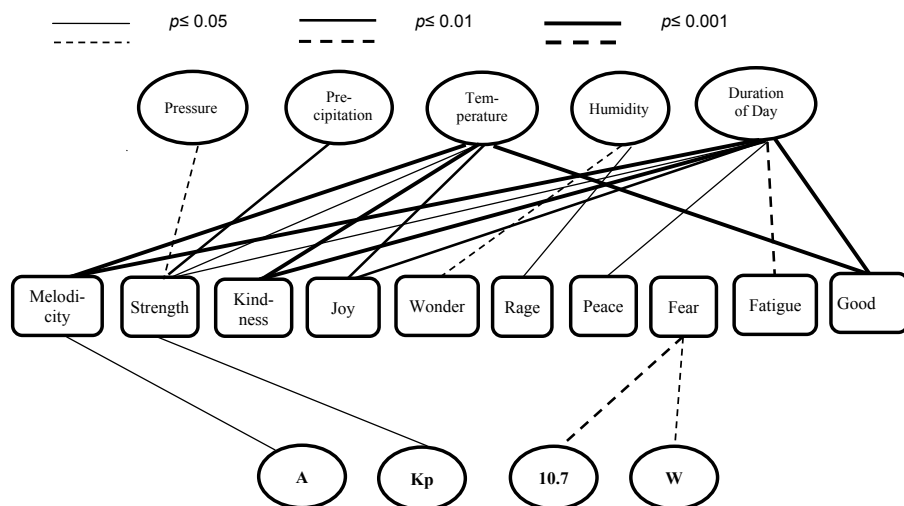 p≤ 0.05 p≤ 0.01 p≤ 0.001
Pressure
Pre-
cipitation
Tem-
perature
Humidity
Duration
of Day
Melodi-
city
Strength
Kind-
ness
Joy
Wonder
Rage
Peace
Fear
Fatigue
Good
A
Kp
10.7
W